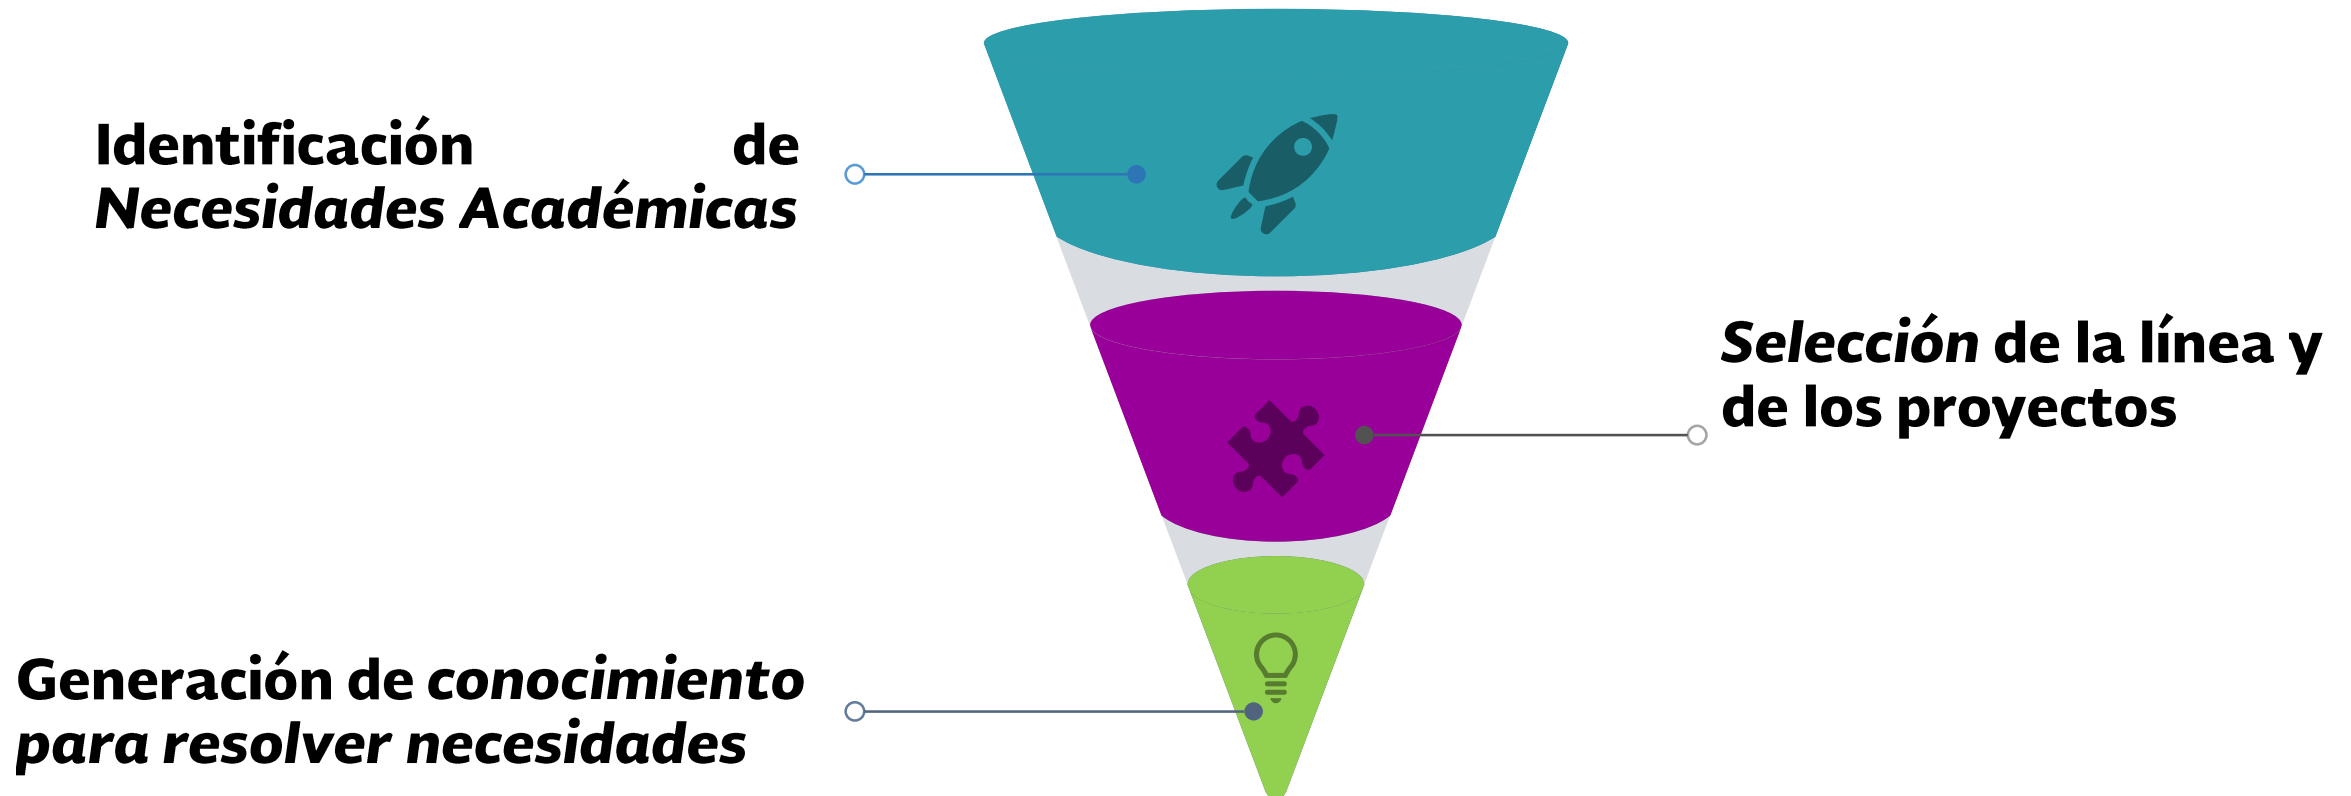 Identificación de
Necesidades Académicas
Selección de la línea y
de los proyectos
Generación de conocimiento
para resolver necesidades